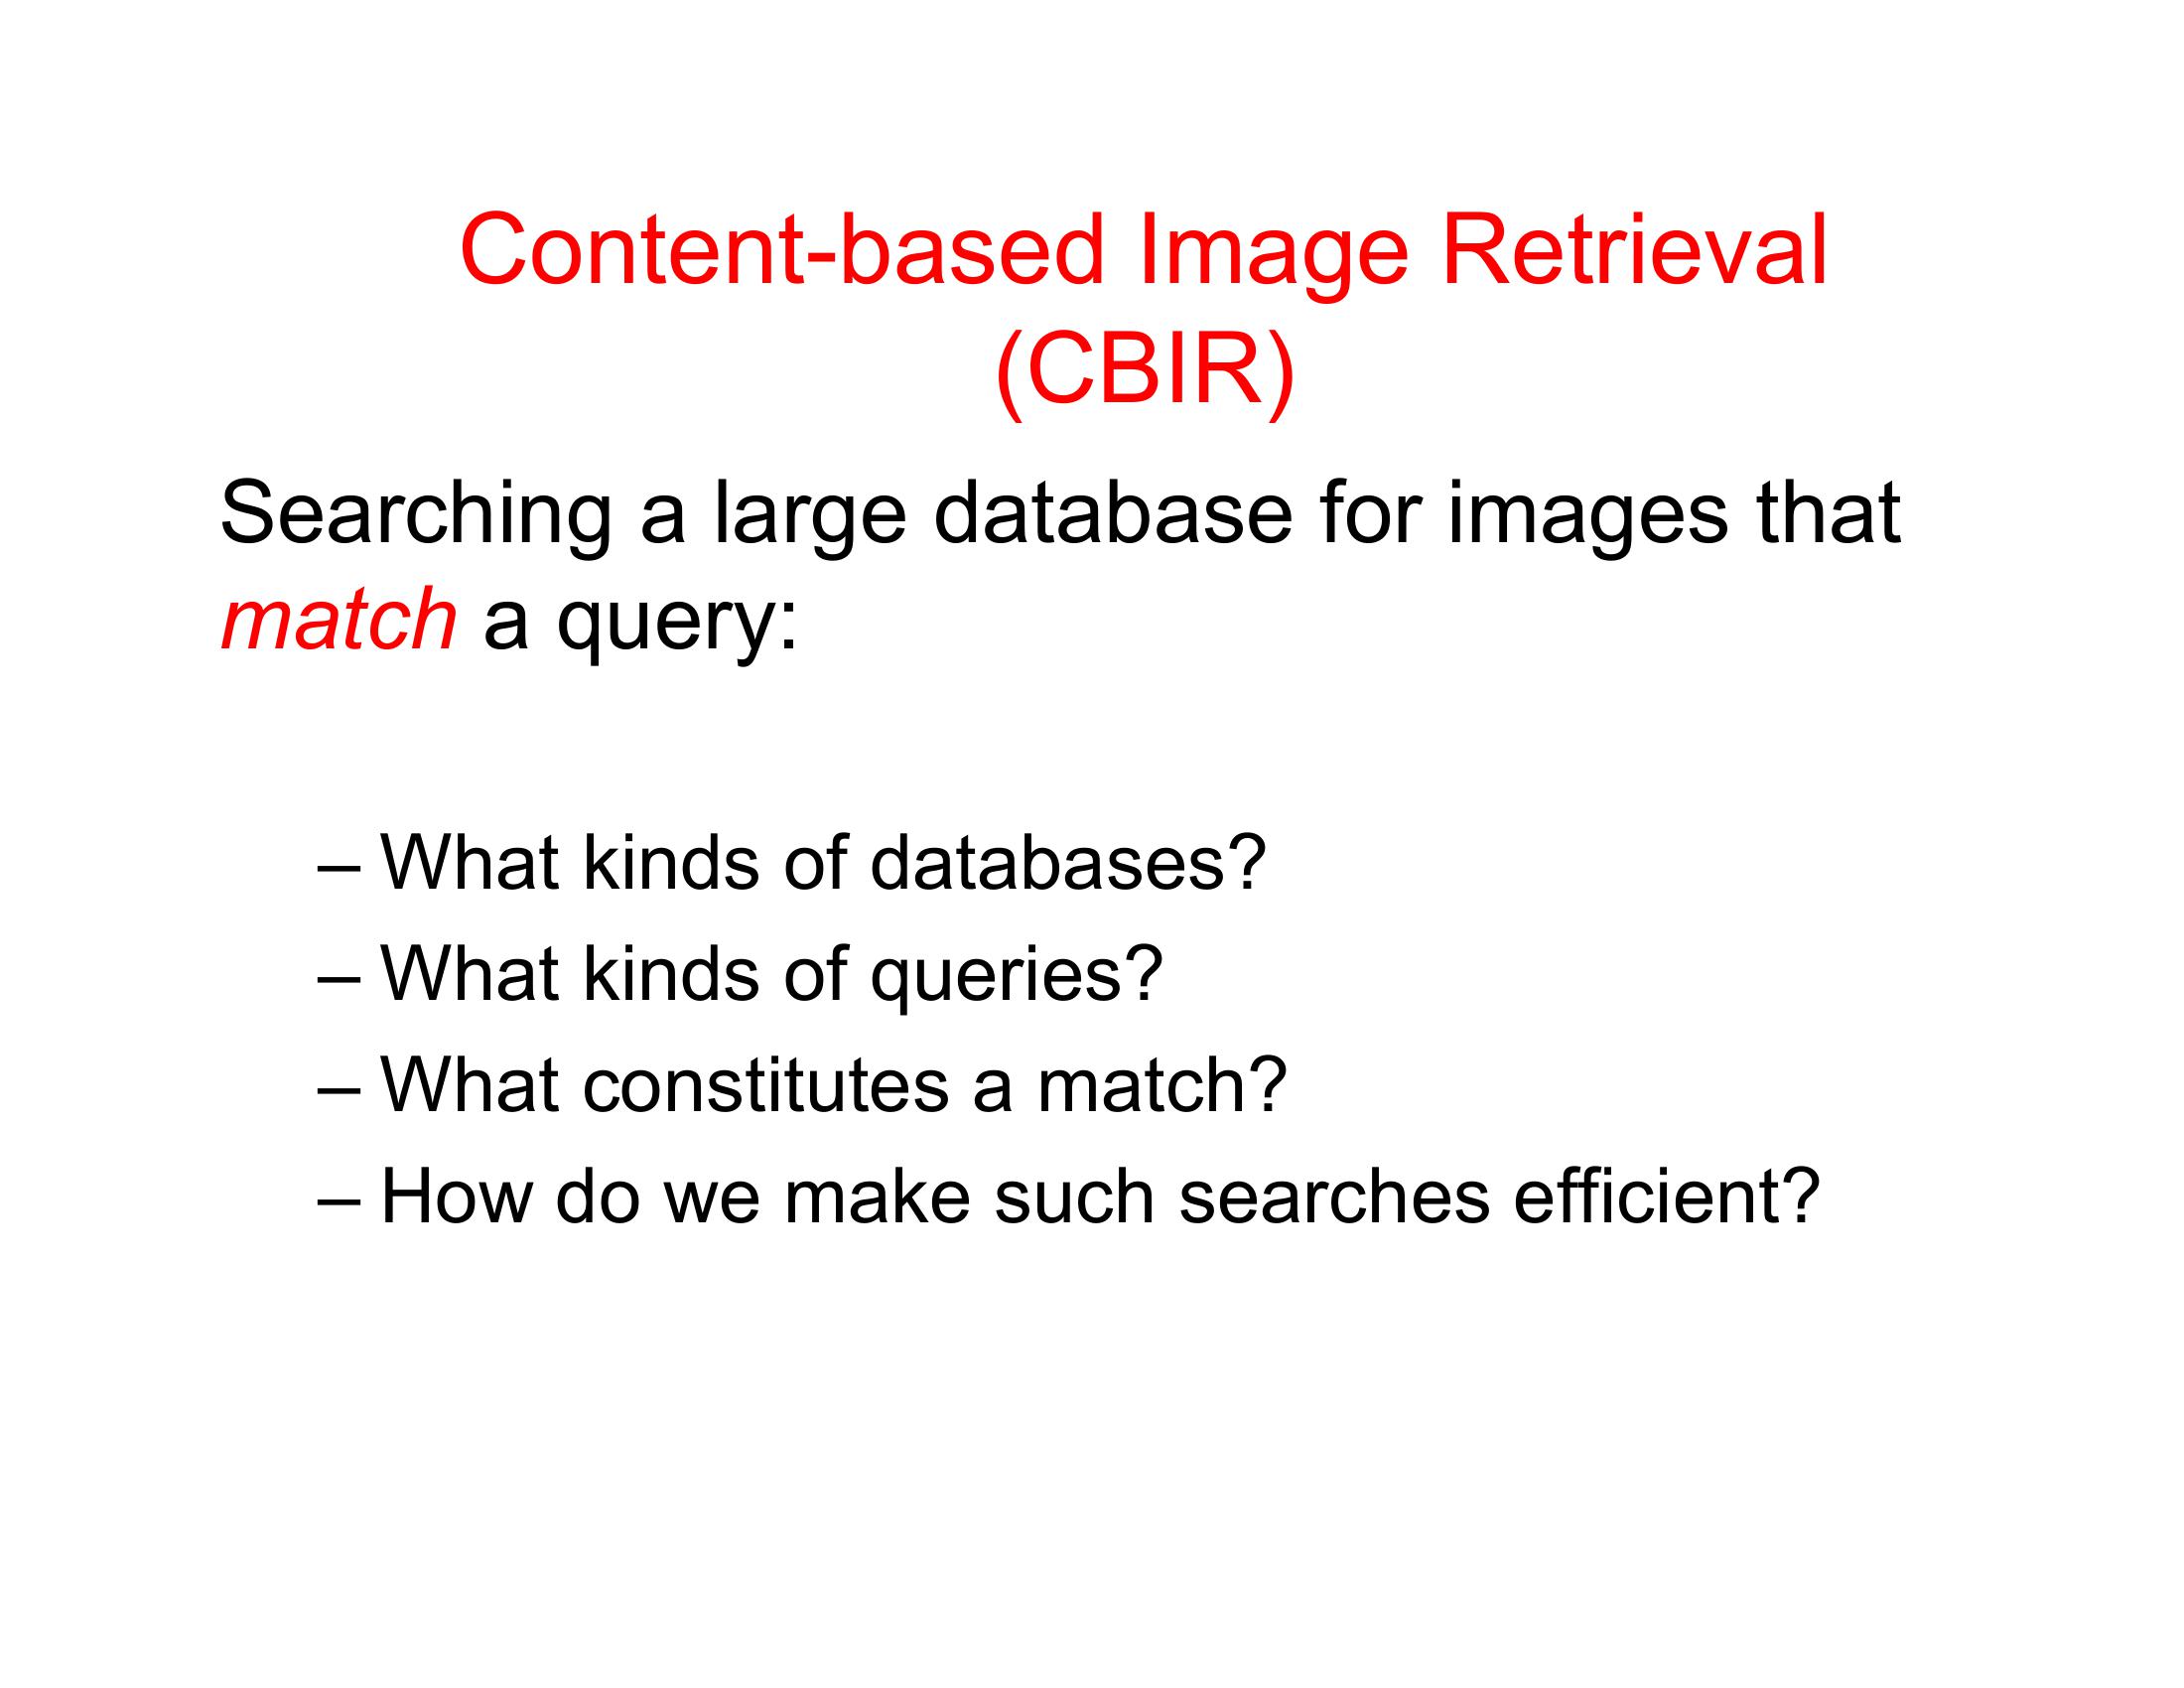 Content-based Image Retrieval
(CBIR)
Searching a large database for images that
match a query:
– What kinds of databases?
– What kinds of queries?
– What constitutes a match?
– How do we make such searches efficient?